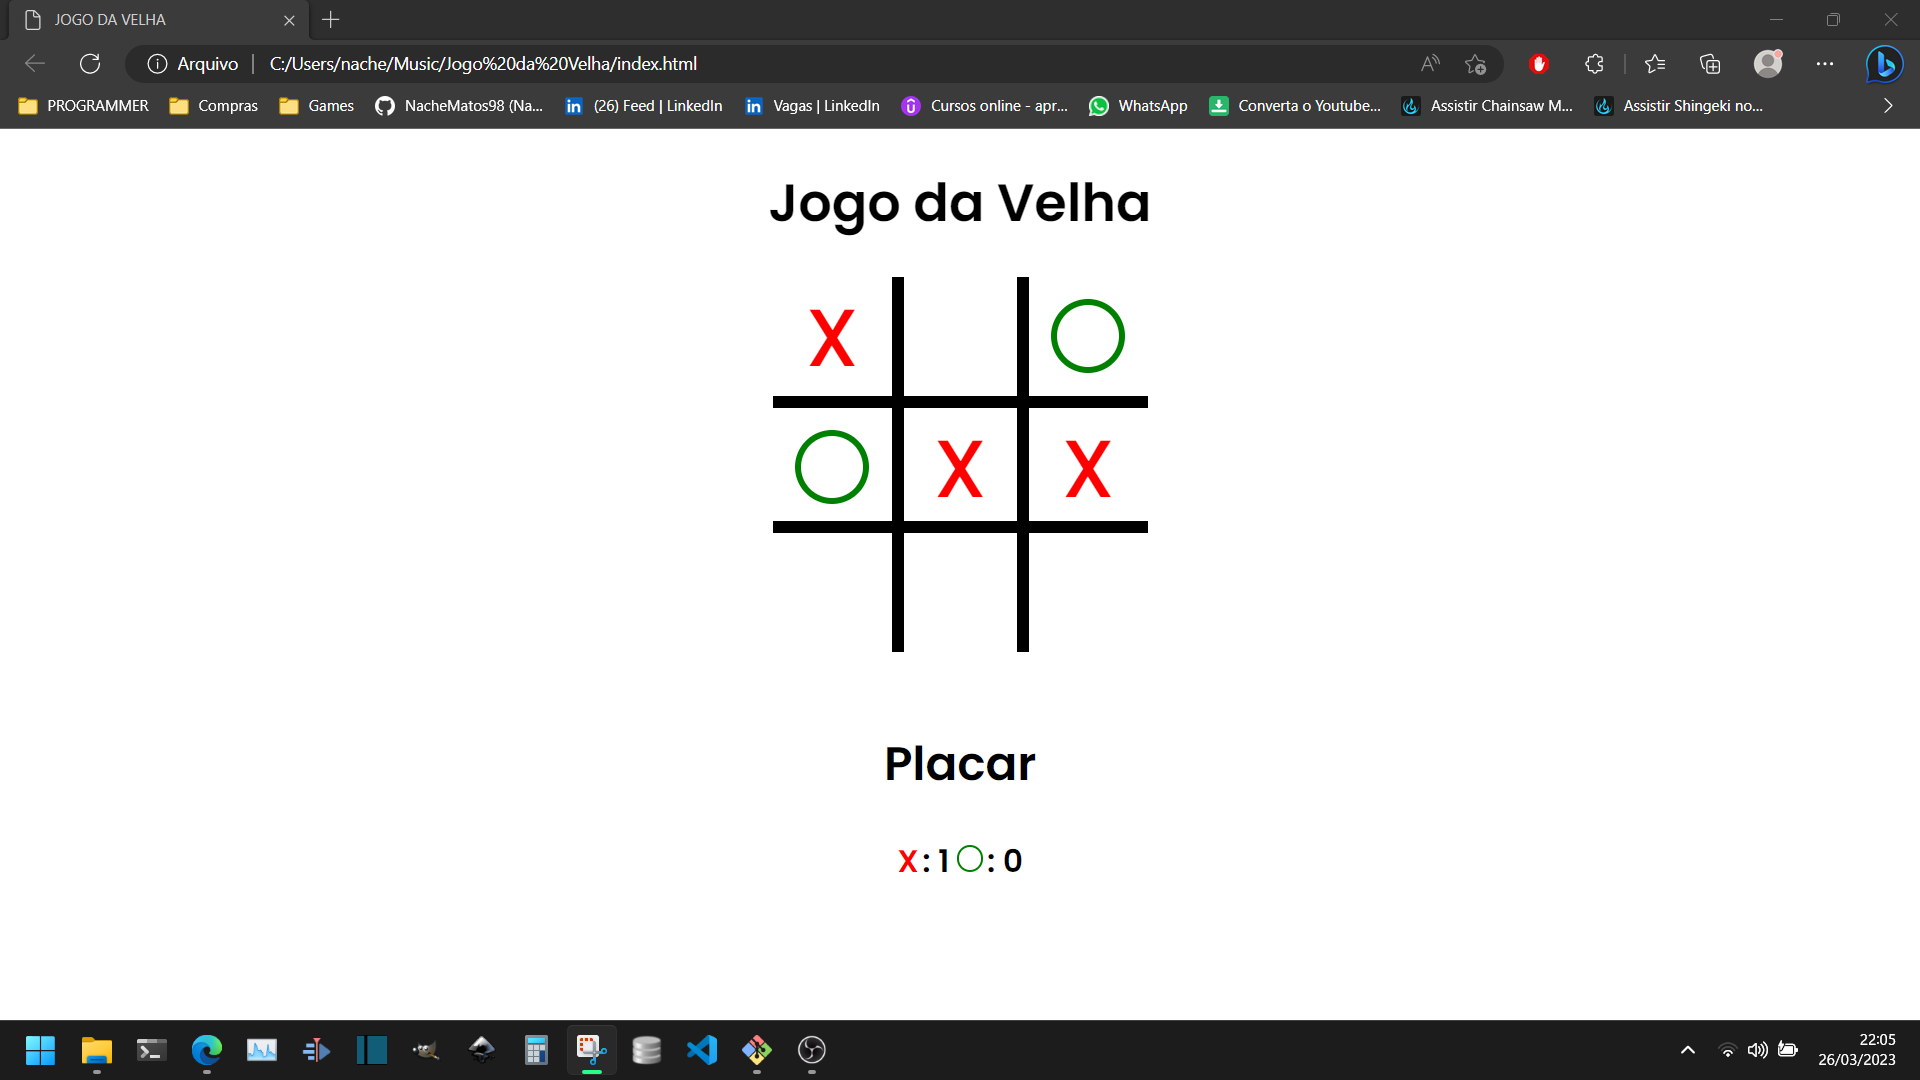 JOGO DA VELHA
Arquivo
C:/Users/nache/Music/Jogo%20da%20Velha/index.html
PROGRAMMER
Compras
Games
NacheMatos98 (Na...
(26) Feed | LinkedIn
Vagas | LinkedIn
Cursos online - apr...
WhatsApp
Converta o Youtube...
Assistir Chainsaw M...
Assistir Shingeki no...
Jogo da Velha
X
X X
Placar
X : 1 : 0
22:05
26/03/2023